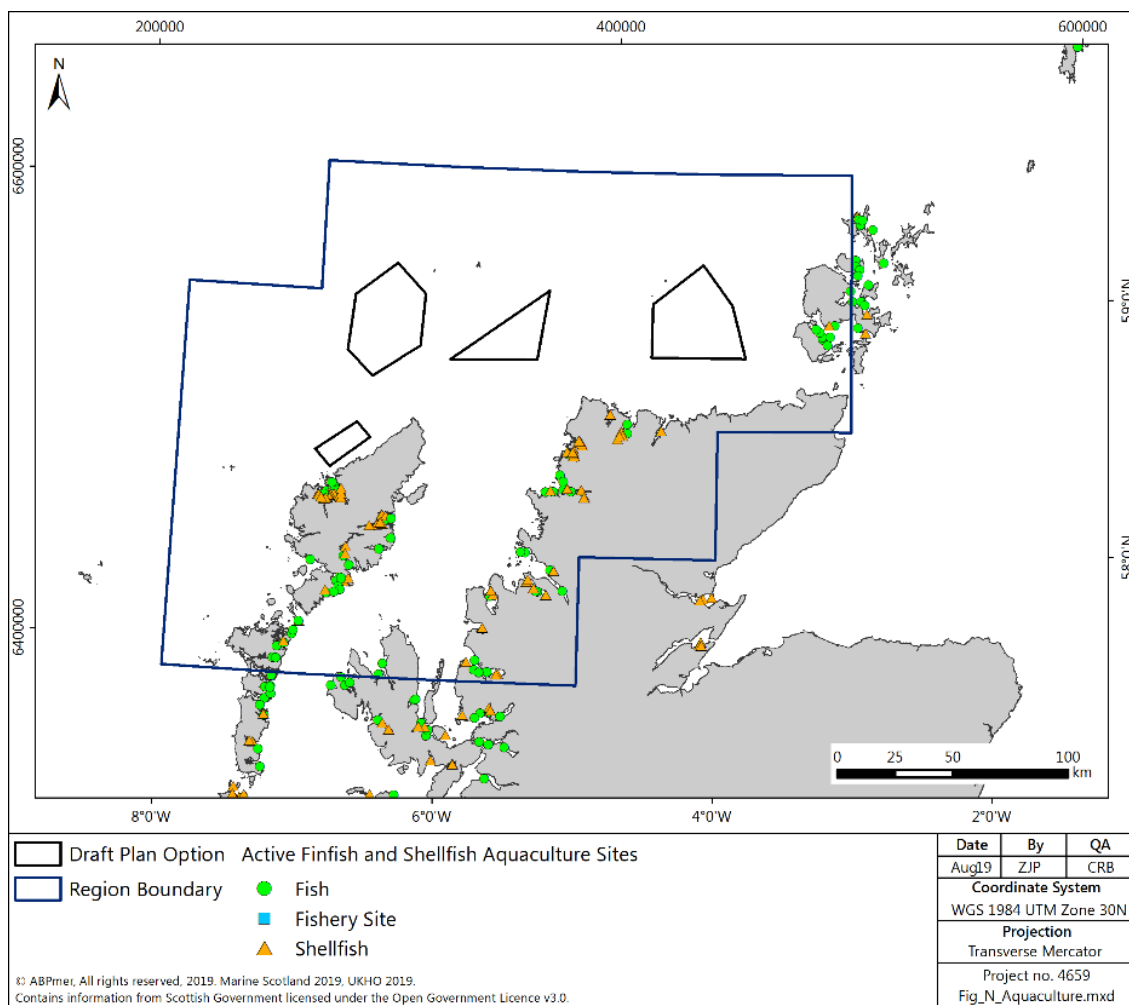 200000 400000 600000
N
6600000
6400000
59°0'N
58°0'N
0 25 50 100
km
8°0'W 6°0'W 4°0'W 2°0'W
Draft Plan Option Active Finfish and Shellfish Aquaculture Sites
Region Boundary
Fish
Fishery Site
Shellfish
© ABPmer, All rights reserved, 2019. Marine Scotland 2019, UKHO 2019.
Contains information from Scottish Government licensed under the Open Government Licence v3.0.
Date By QA
Aug19 ZJP CRB
Coordinate System
WGS 1984 UTM Zone 30N
Projection
Transverse Mercator
Project no. 4659
Fig_N_Aquaculture.mxd